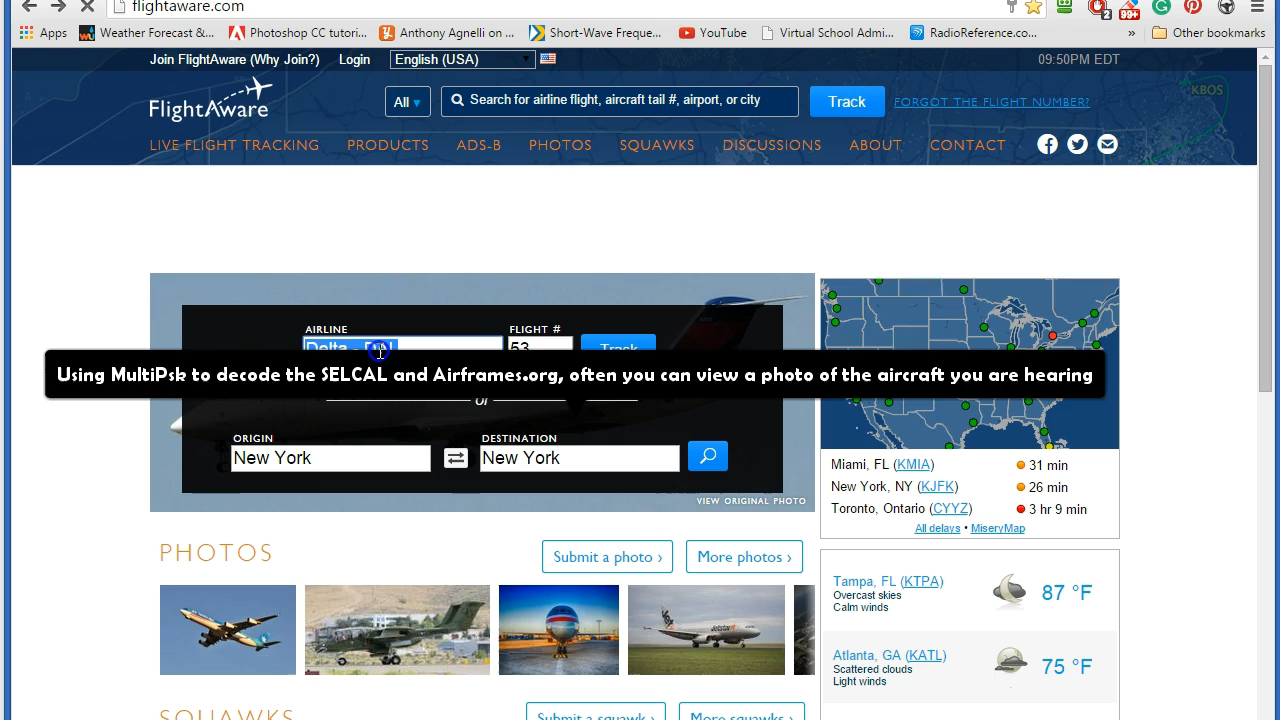 flightaware.com
2
99+
Apps
Weather Forecast &...
Photoshop CC tutori...
Anthony Agnelli on ...
Short-Wave Freque...
YouTube
Virtual School Admi...
RadioReference.co...
»
Other bookmarks
Join FlightAware (Why Join?)
Login
English (USA)
09:50PM EDT
FlightAware
All
Search for airline flight, aircraft tail #, airport, or city
Track
FORGOT THE FLIGHT NUMBER?
KBOS
LIVE FLIGHT TRACKING
PRODUCTS
ADS-B
PHOTOS
SQUAWKS
DISCUSSIONS
ABOUT
CONTACT
AIRLINE
FLIGHT #
Delta -
53
Track
Using MultiPsk to decode the SELCAL and Airframes.org, often you can view a photo of the aircraft you are hearing
or
ORIGIN
DESTINATION
New York
New York
VIEW ORIGINAL PHOTO
Miami, FL (KMIA) 31 min
New York, NY (KJFK) 26 min
Toronto, Ontario (CYYZ) 3 hr 9 min
All delays • MiseryMap
PHOTOS
Submit a photo ›
More photos ›
Jetstar
Tampa, FL (KTPA)
Overcast skies
Calm winds
87 °F
Atlanta, GA (KATL)
Scattered clouds
Light winds
75 °F
SQUAWKS
Submit a squawk ›
More squawks ›